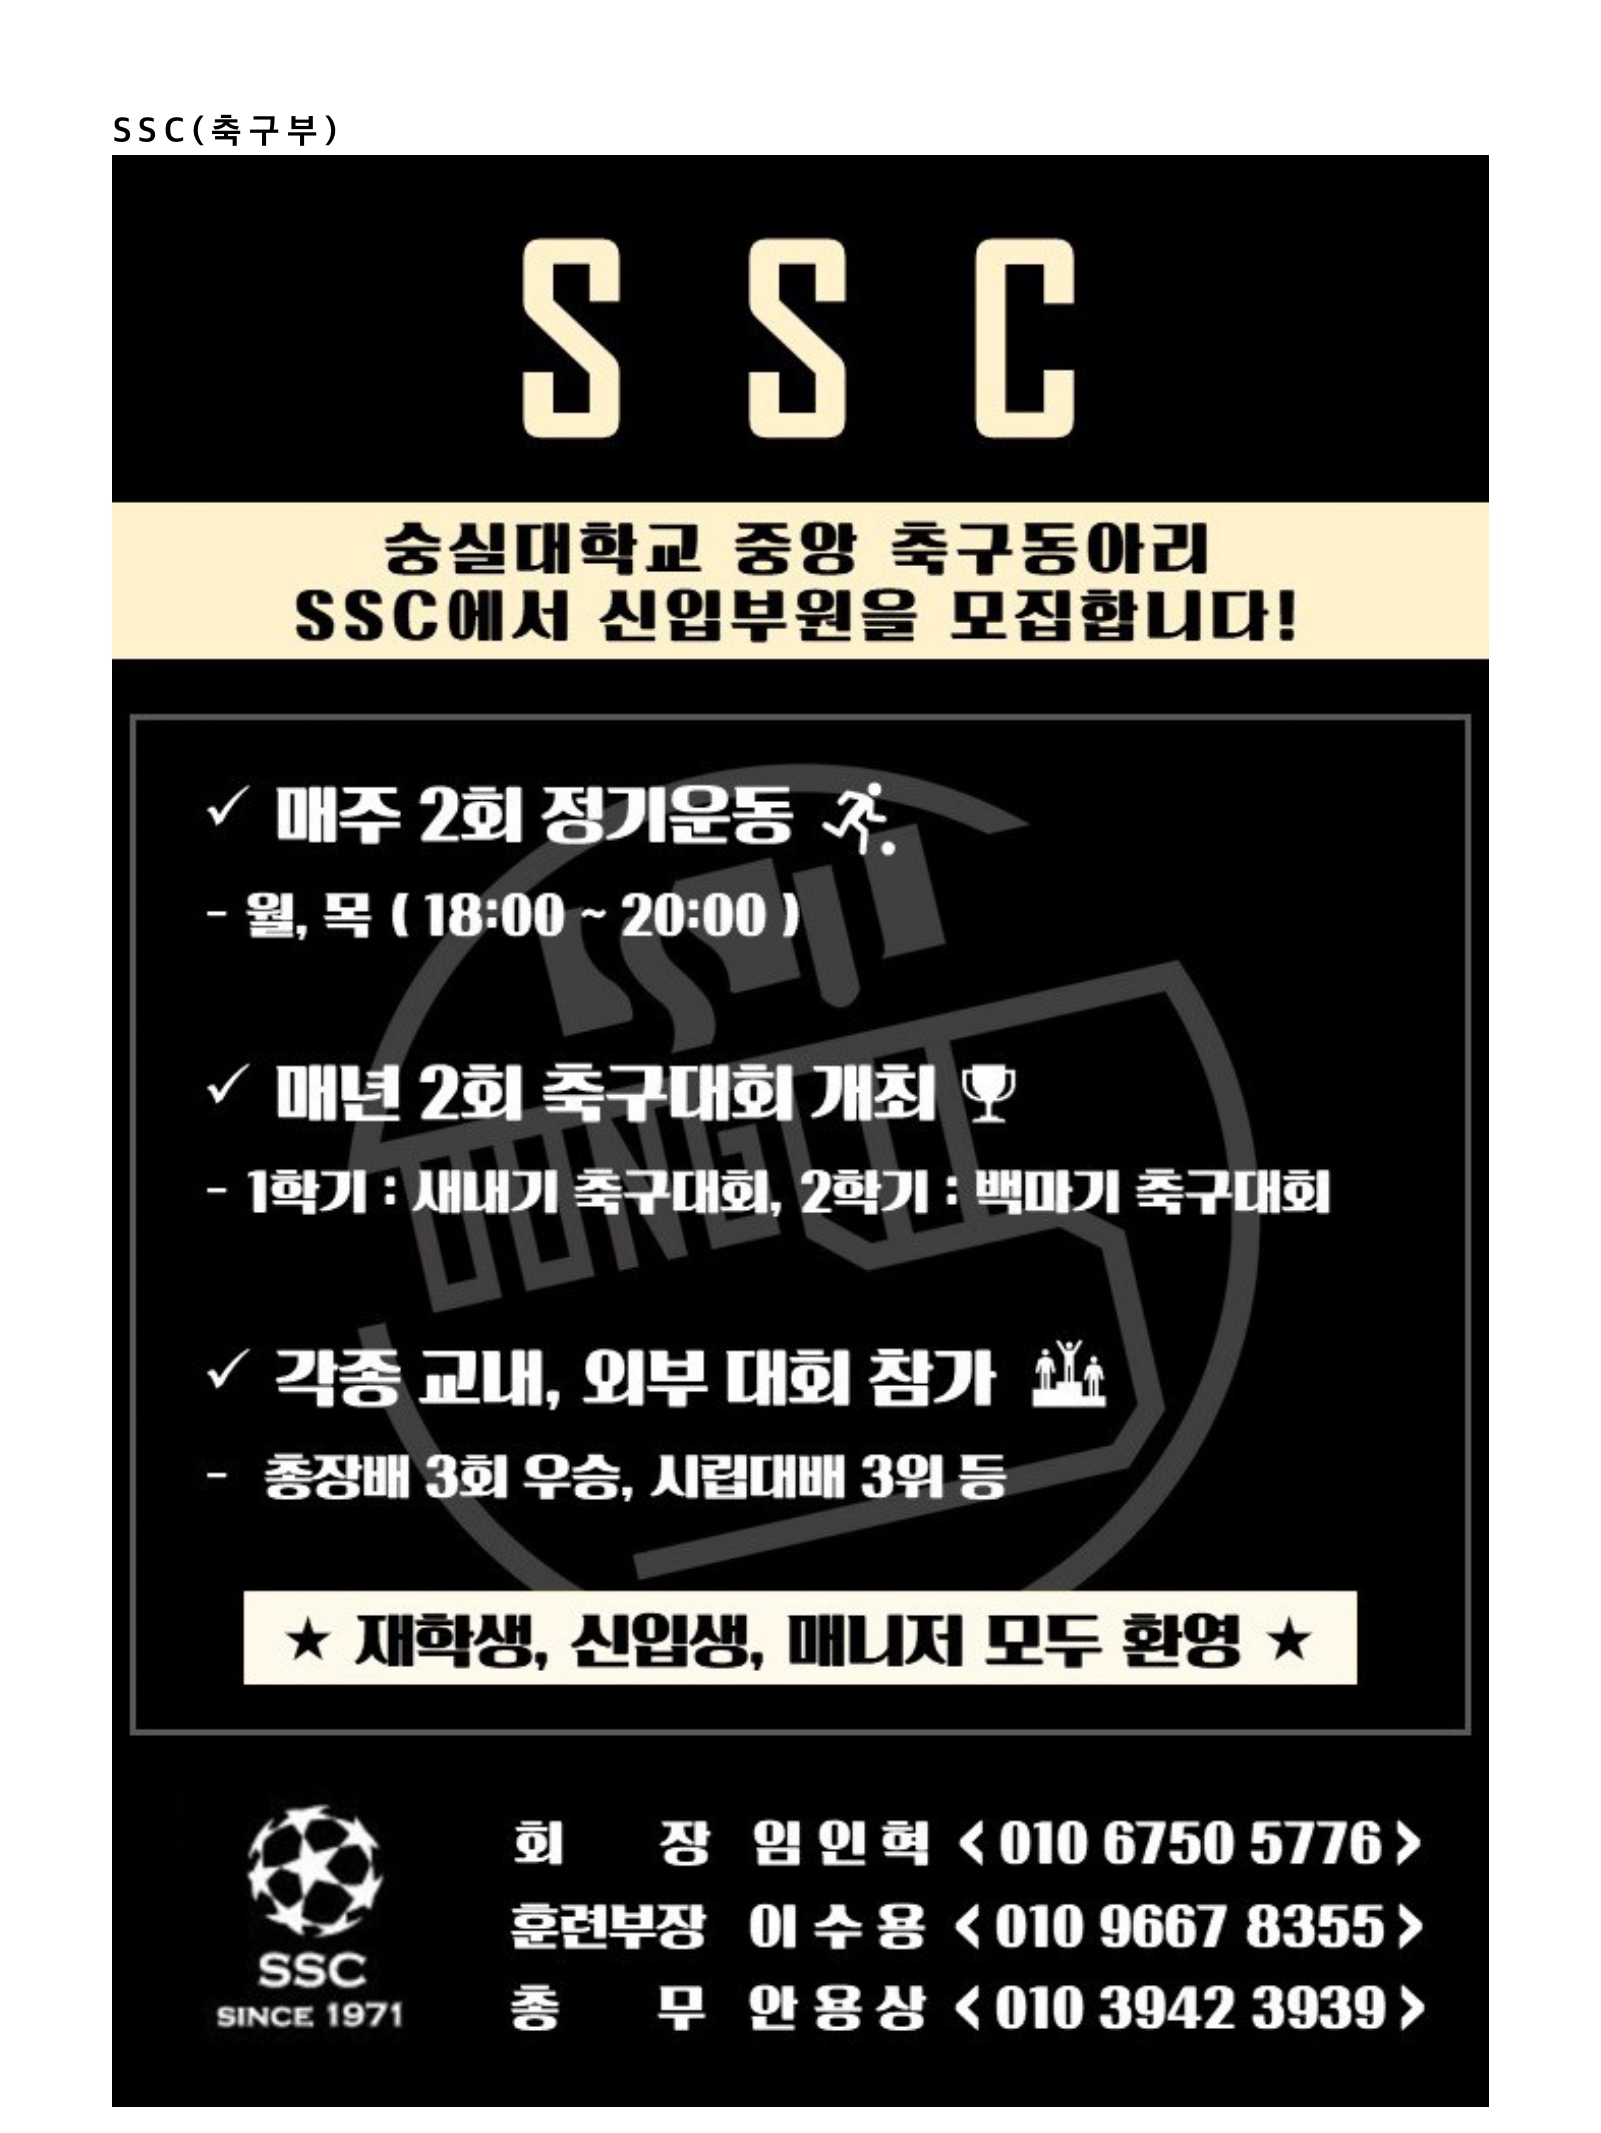 SSC(축구부)
SSC
숭실대학교 중앙 축구동아리
SSC에서 신입부원을 모집합니다!
✓ 매주 2회 정기운동
- 월, 목 ( 18:00 ~ 20:00 )
✓ 매년 2회 축구대회 개최
- 1학기 : 새내기 축구대회, 2학기 : 백마기 축구대회
✓ 각종 교내, 외부 대회 참가
- 총장배 3회 우승, 시립대배 3위 등
★ 재학생, 신입생, 매니저 모두 환영 ★
회 장 임인혁 <010 6750 5776>
훈련부장 이수용 <010 9667 8355>
총 무 안용상 <010 3942 3939>
SSC
SINCE 1971